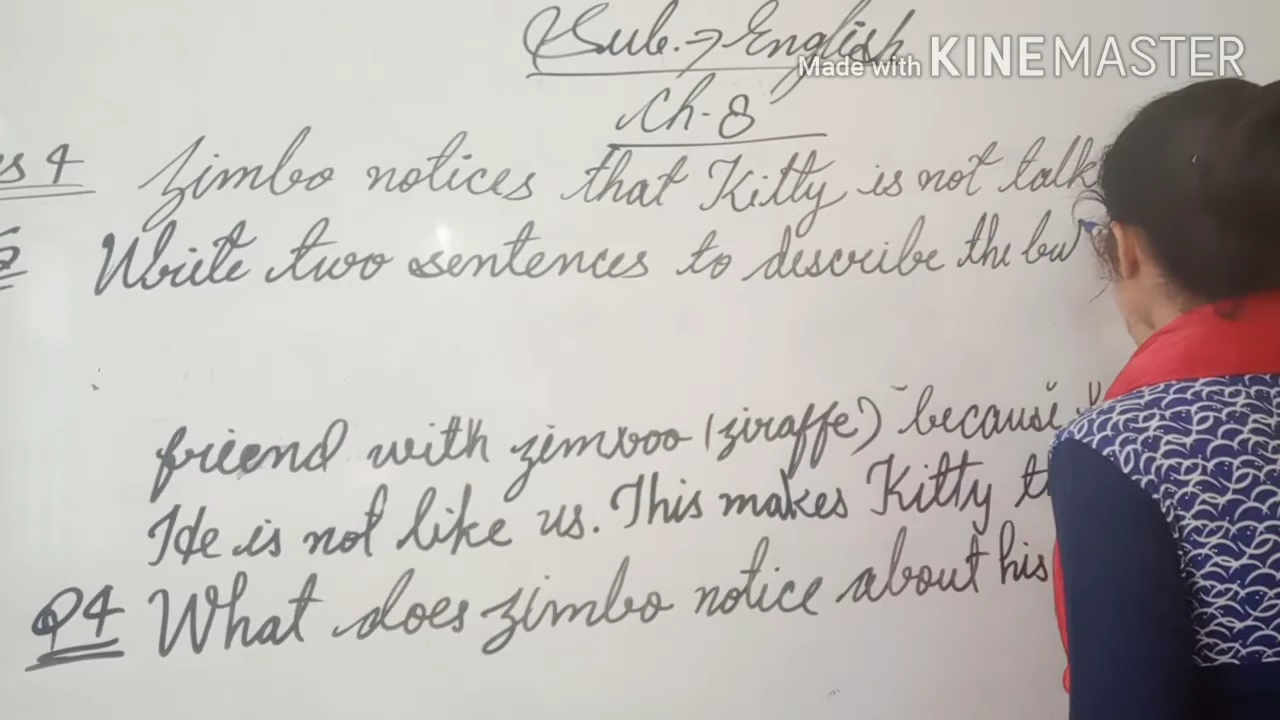 Sub. → English
Made with KINEMASTER
Ch-8
s 4 Zimbo notices that Kitty is not talk
Write two sentences to describe the bu
friend with zimboo (ziraffe) because
He is not like us. This makes Kitty
Q4 What does zimbo notice about his